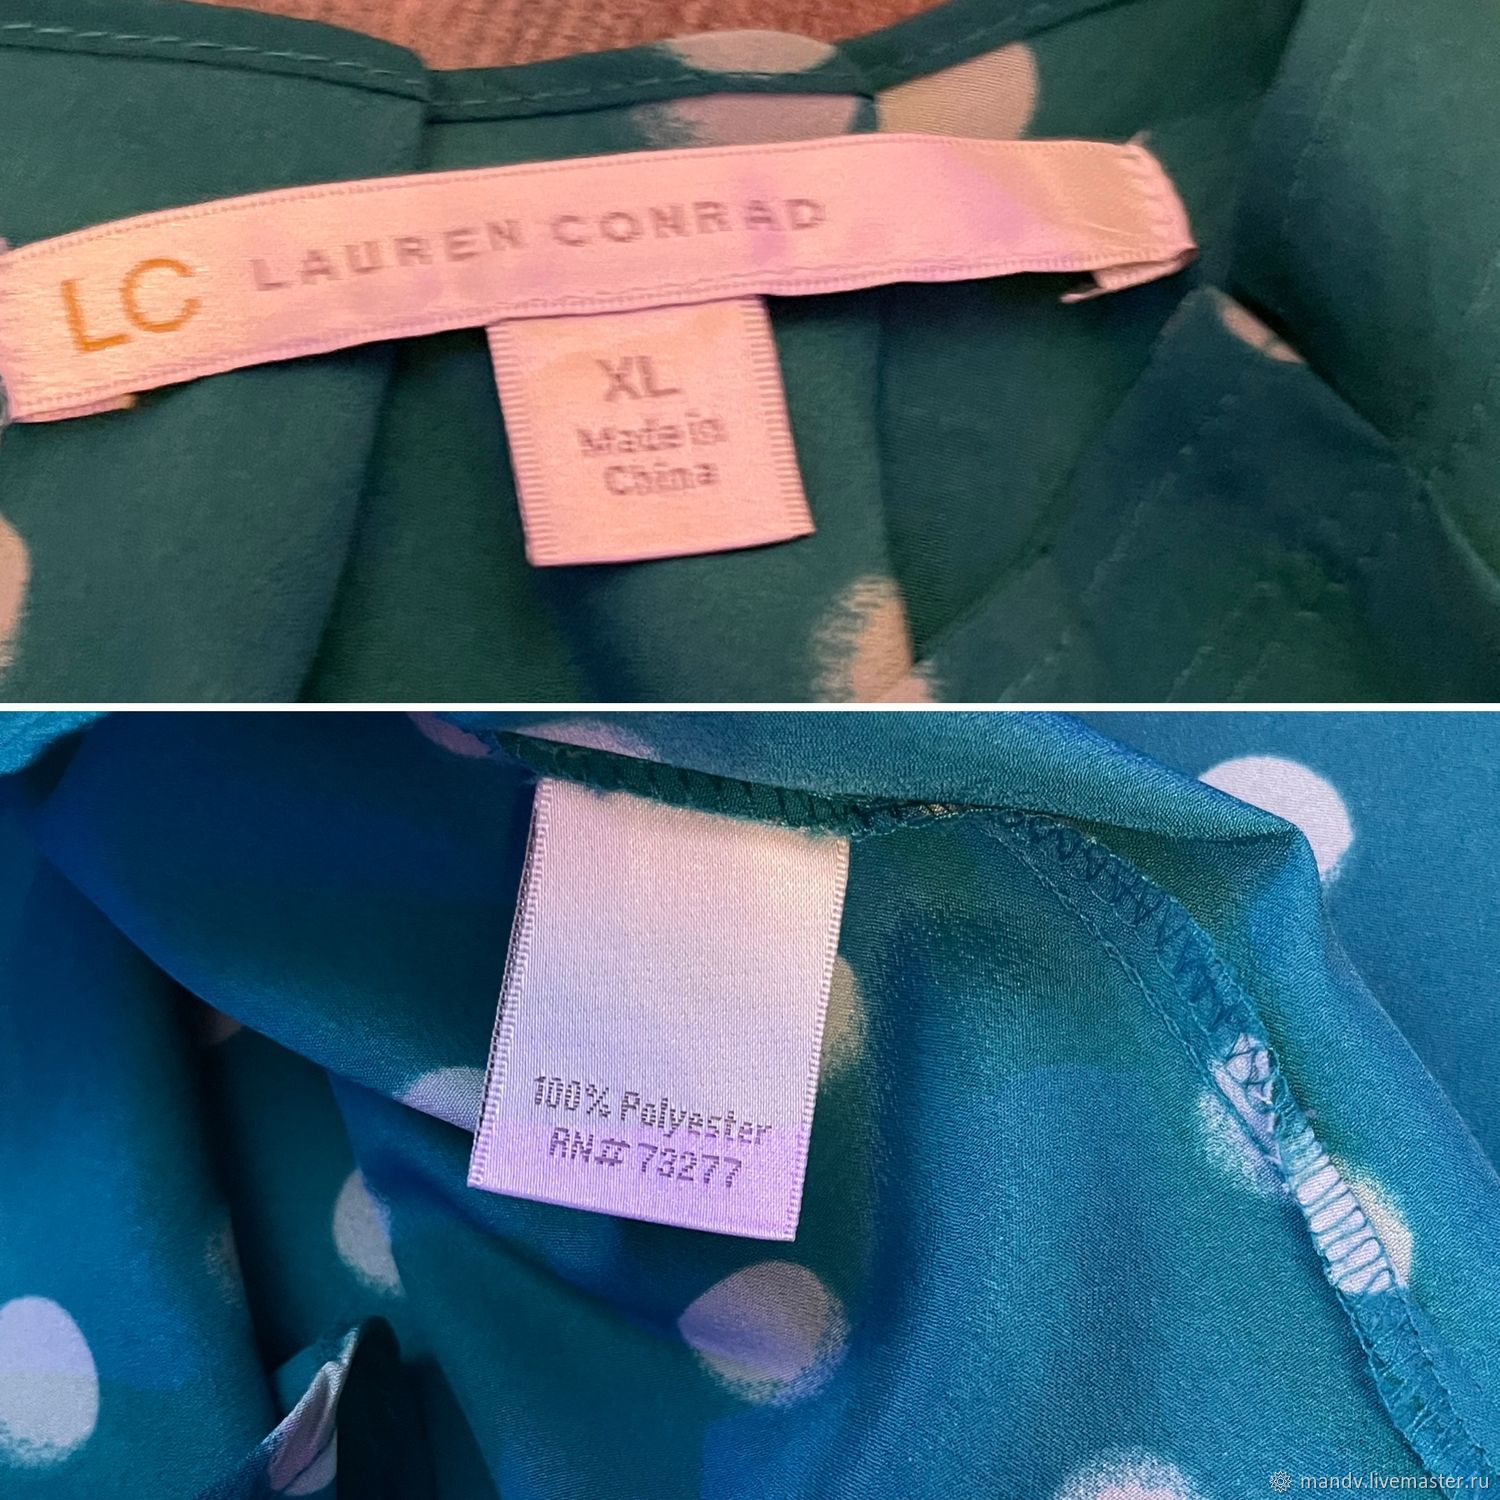 LC LAUREN CONRAD
XL
Made in
China
100% Polyester
RN# 73277
mandv.livemaster.ru